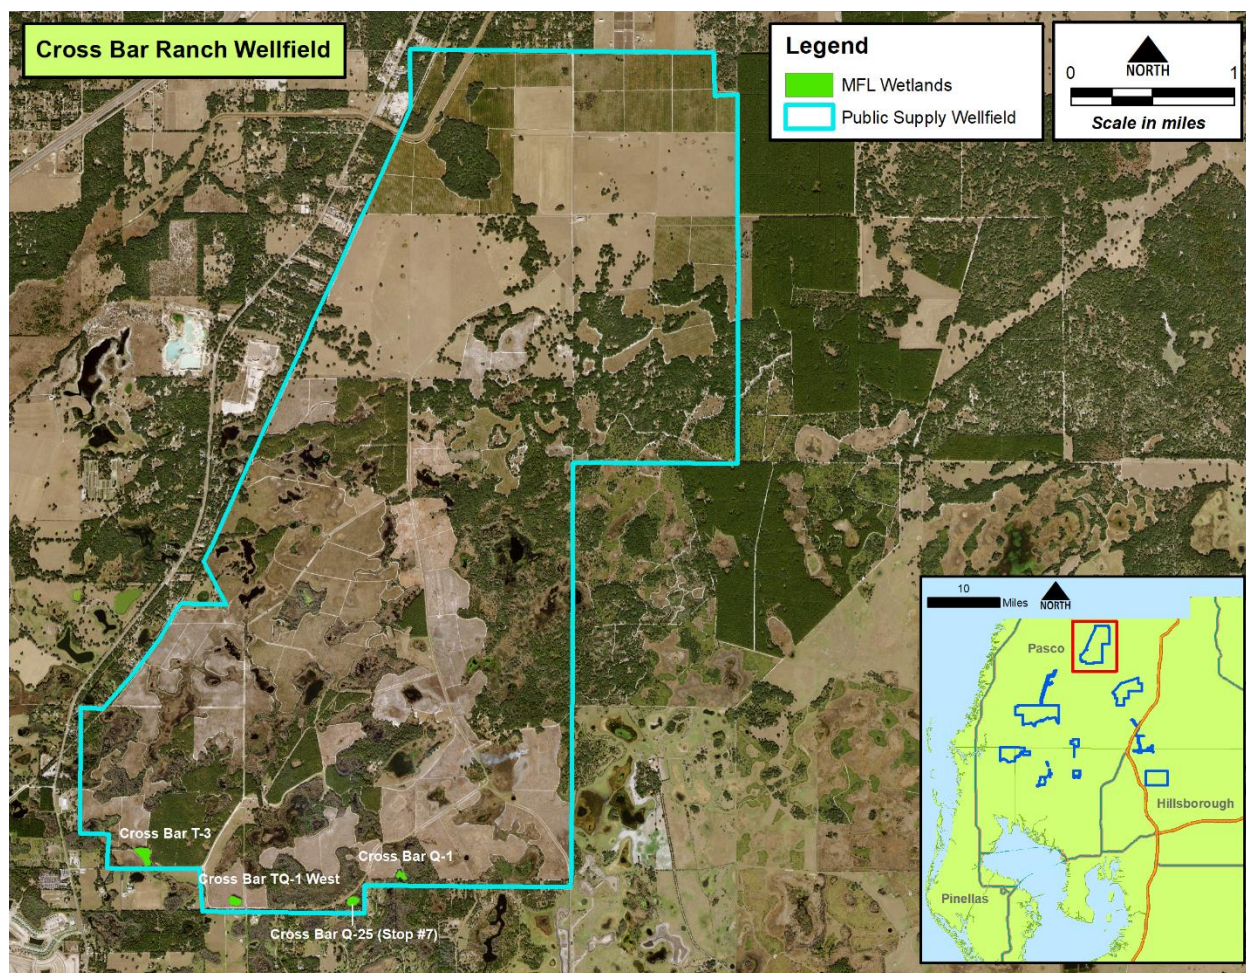 Cross Bar Ranch Wellfield
Legend
MFL Wetlands
Public Supply Wellfield
NORTH
0 1
Scale in miles
Cross Bar T-3
Cross Bar Q-1
Cross Bar TQ-1 West
Cross Bar Q-25 (Stop #7)
10
Miles
NORTH
Pasco
Hillsborough
Pinellas